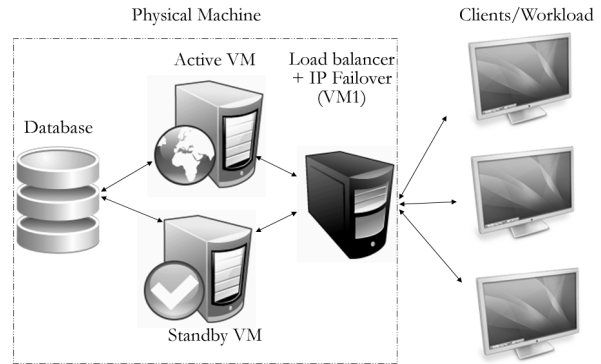 Physical Machine
Clients/Workload
Active VM
Load balancer
+ IP Failover
(VM1)
Database
Standby VM